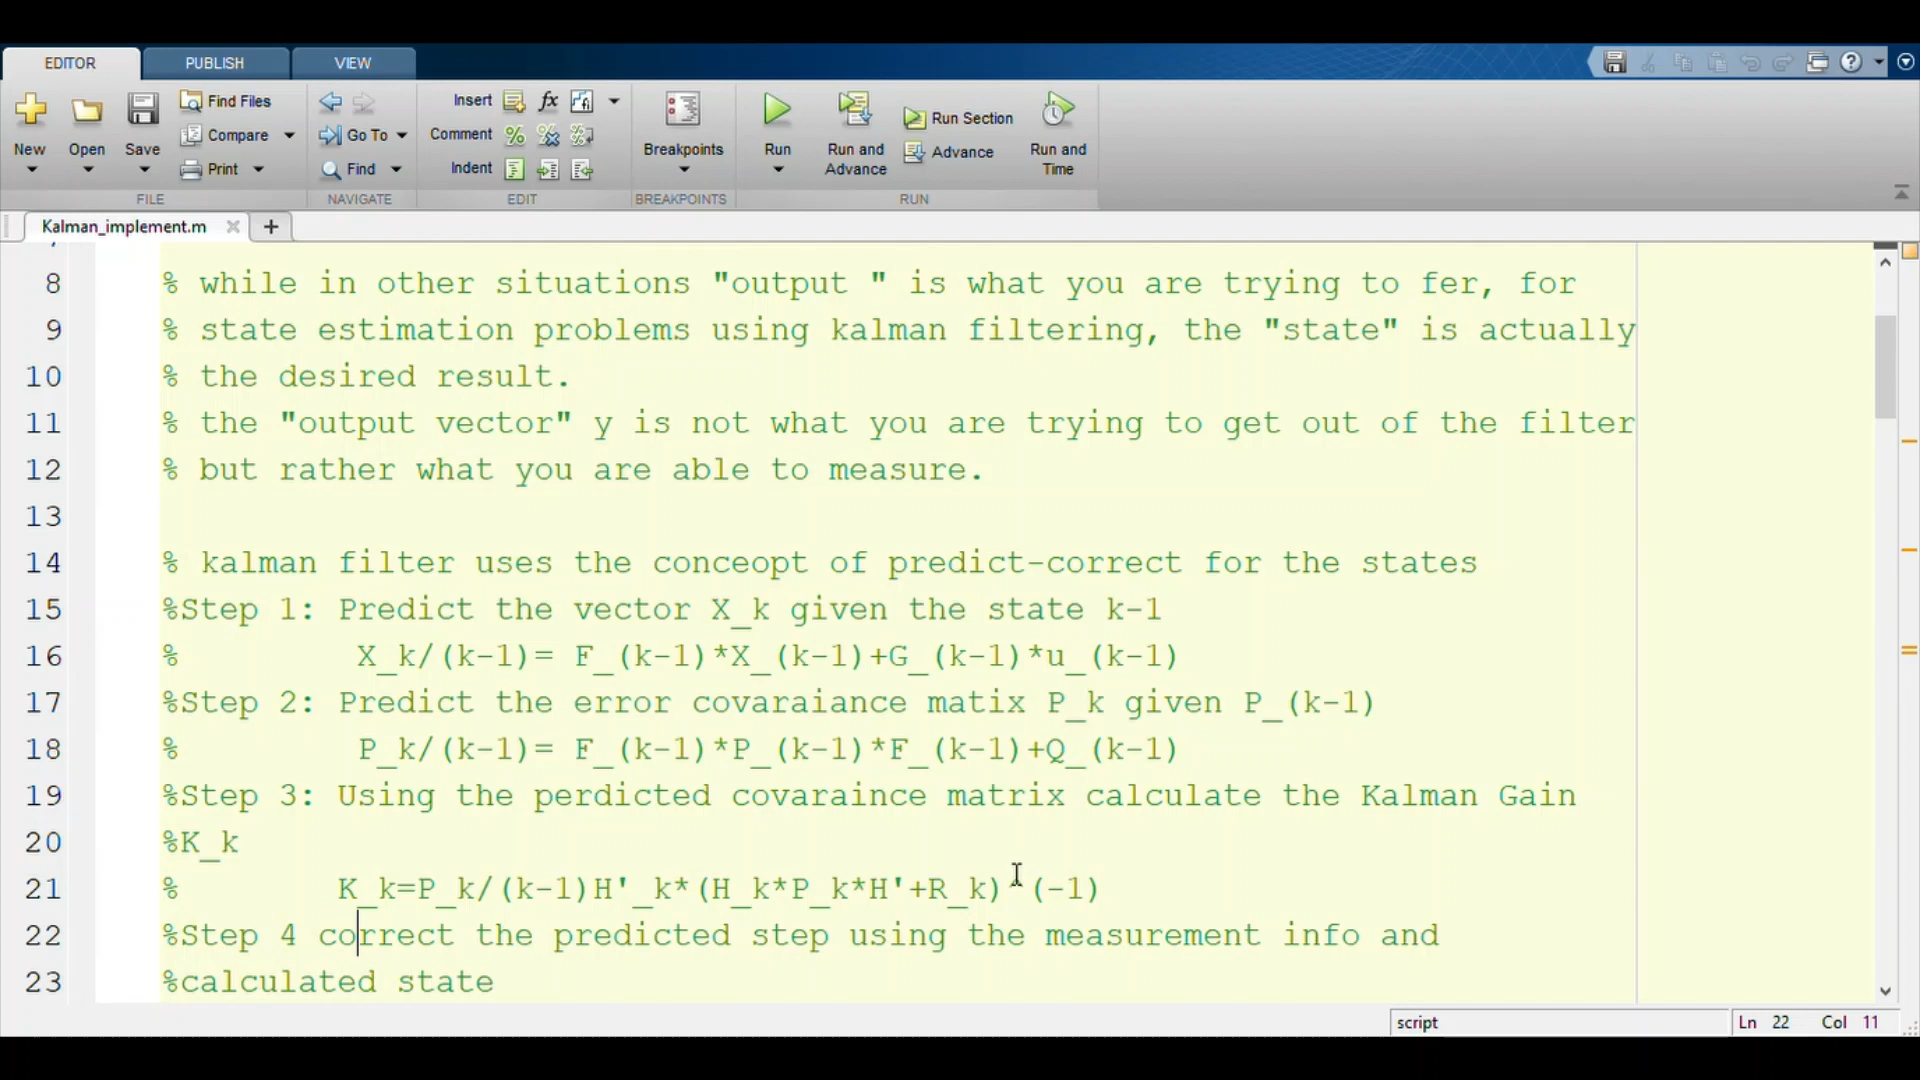 EDITOR PUBLISH VIEW
New Open Save Find Files Compare Print
FILE
Go To Find
NAVIGATE
Insert fx
Comment
Indent
EDIT
Breakpoints
BREAKPOINTS
Run Run and Advance Run Section Advance Run and Time
RUN
Kalman_implement.m
8 % while in other situations "output " is what you are trying to fer, for
9 % state estimation problems using kalman filtering, the "state" is actually
10 % the desired result.
11 % the "output vector" y is not what you are trying to get out of the filter
12 % but rather what you are able to measure.
13
14 % kalman filter uses the conceopt of predict-correct for the states
15 %Step 1: Predict the vector X_k given the state k-1
16 % X_k/(k-1)= F_(k-1)*X_(k-1)+G_(k-1)*u_(k-1)
17 %Step 2: Predict the error covaraiance matix P_k given P_(k-1)
18 % P_k/(k-1)= F_(k-1)*P_(k-1)*F_(k-1)+Q_(k-1)
19 %Step 3: Using the perdicted covaraince matrix calculate the Kalman Gain
20 %K_k
21 % K_k=P_k/(k-1)H'_k*(H_k*P_k*H'+R_k)^(-1)
22 %Step 4 correct the predicted step using the measurement info and
23 %calculated state
script Ln 22 Col 11